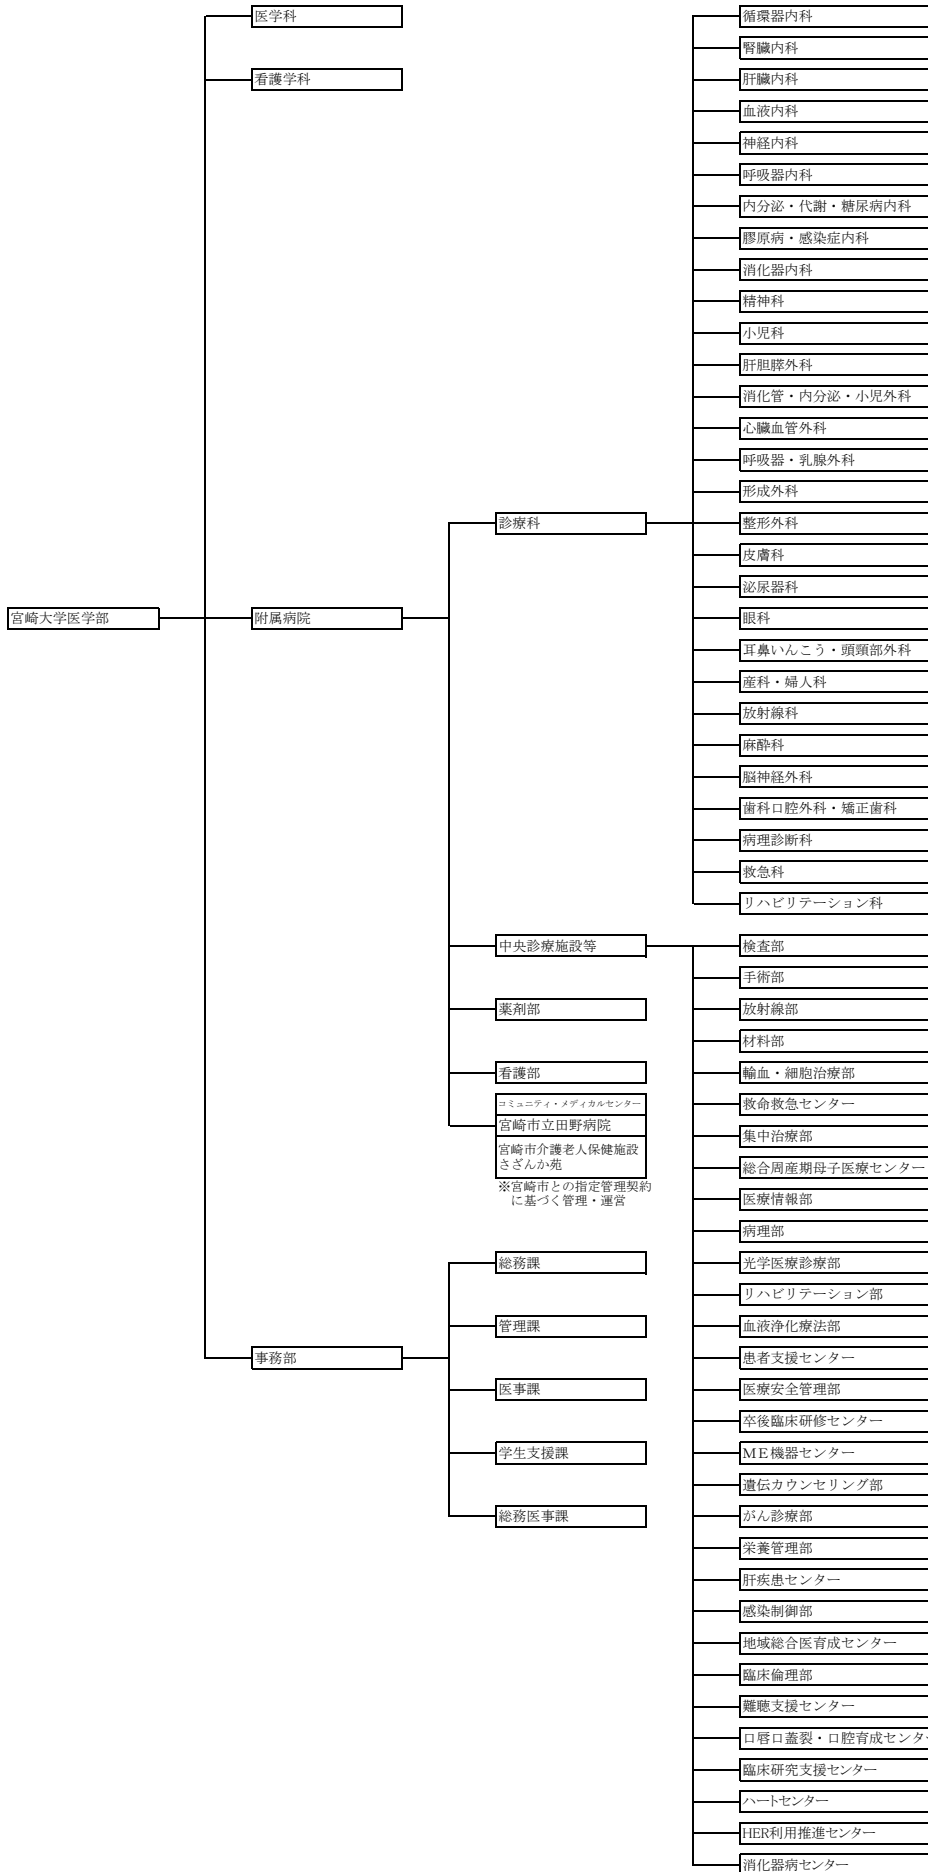 宮崎大学医学部
医学科
看護学科
附属病院
事務部
診療科
中央診療施設等
薬剤部
看護部
コミュニティ・メディカルセンター
宮崎市立田野病院
宮崎市介護老人保健施設
さざんか苑
※宮崎市との指定管理契約
に基づく管理・運営
総務課
管理課
医事課
学生支援課
総務医事課
循環器内科
腎臓内科
肝臓内科
血液内科
神経内科
呼吸器内科
内分泌・代謝・糖尿病内科
膠原病・感染症内科
消化器内科
精神科
小児科
肝胆膵外科
消化管・内分泌・小児外科
心臓血管外科
呼吸器・乳腺外科
形成外科
整形外科
皮膚科
泌尿器科
眼科
耳鼻いんこう・頭頸部外科
産科・婦人科
放射線科
麻酔科
脳神経外科
歯科口腔外科・矯正歯科
病理診断科
救急科
リハビリテーション科
検査部
手術部
放射線部
材料部
輸血・細胞治療部
救命救急センター
集中治療部
総合周産期母子医療センター
医療情報部
病理部
光学医療診療部
リハビリテーション部
血液浄化療法部
患者支援センター
医療安全管理部
卒後臨床研修センター
ＭＥ機器センター
遺伝カウンセリング部
がん診療部
栄養管理部
肝疾患センター
感染制御部
地域総合医育成センター
臨床倫理部
難聴支援センター
口唇口蓋裂・口腔育成センター
臨床研究支援センター
ハートセンター
HER利用推進センター
消化器病センター